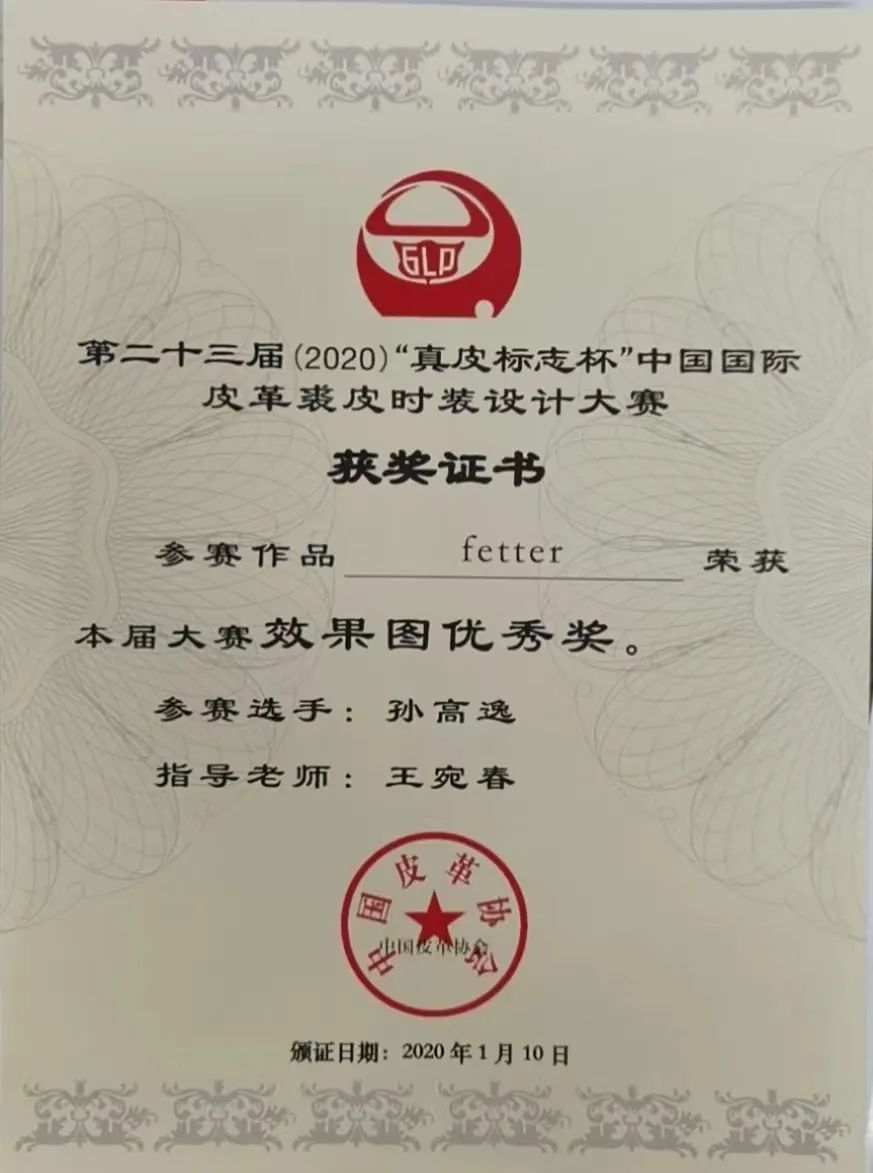 GLP
第二十三届(2020)“真皮标志杯”中国国际
皮革裘皮时装设计大赛
获奖证书
参赛作品 fetter 荣获
本届大赛效果图优秀奖。
参赛选手：孙高逸
指导老师：王宛春
中国皮革协会
中国皮革协会
颁证日期：2020年1月10日